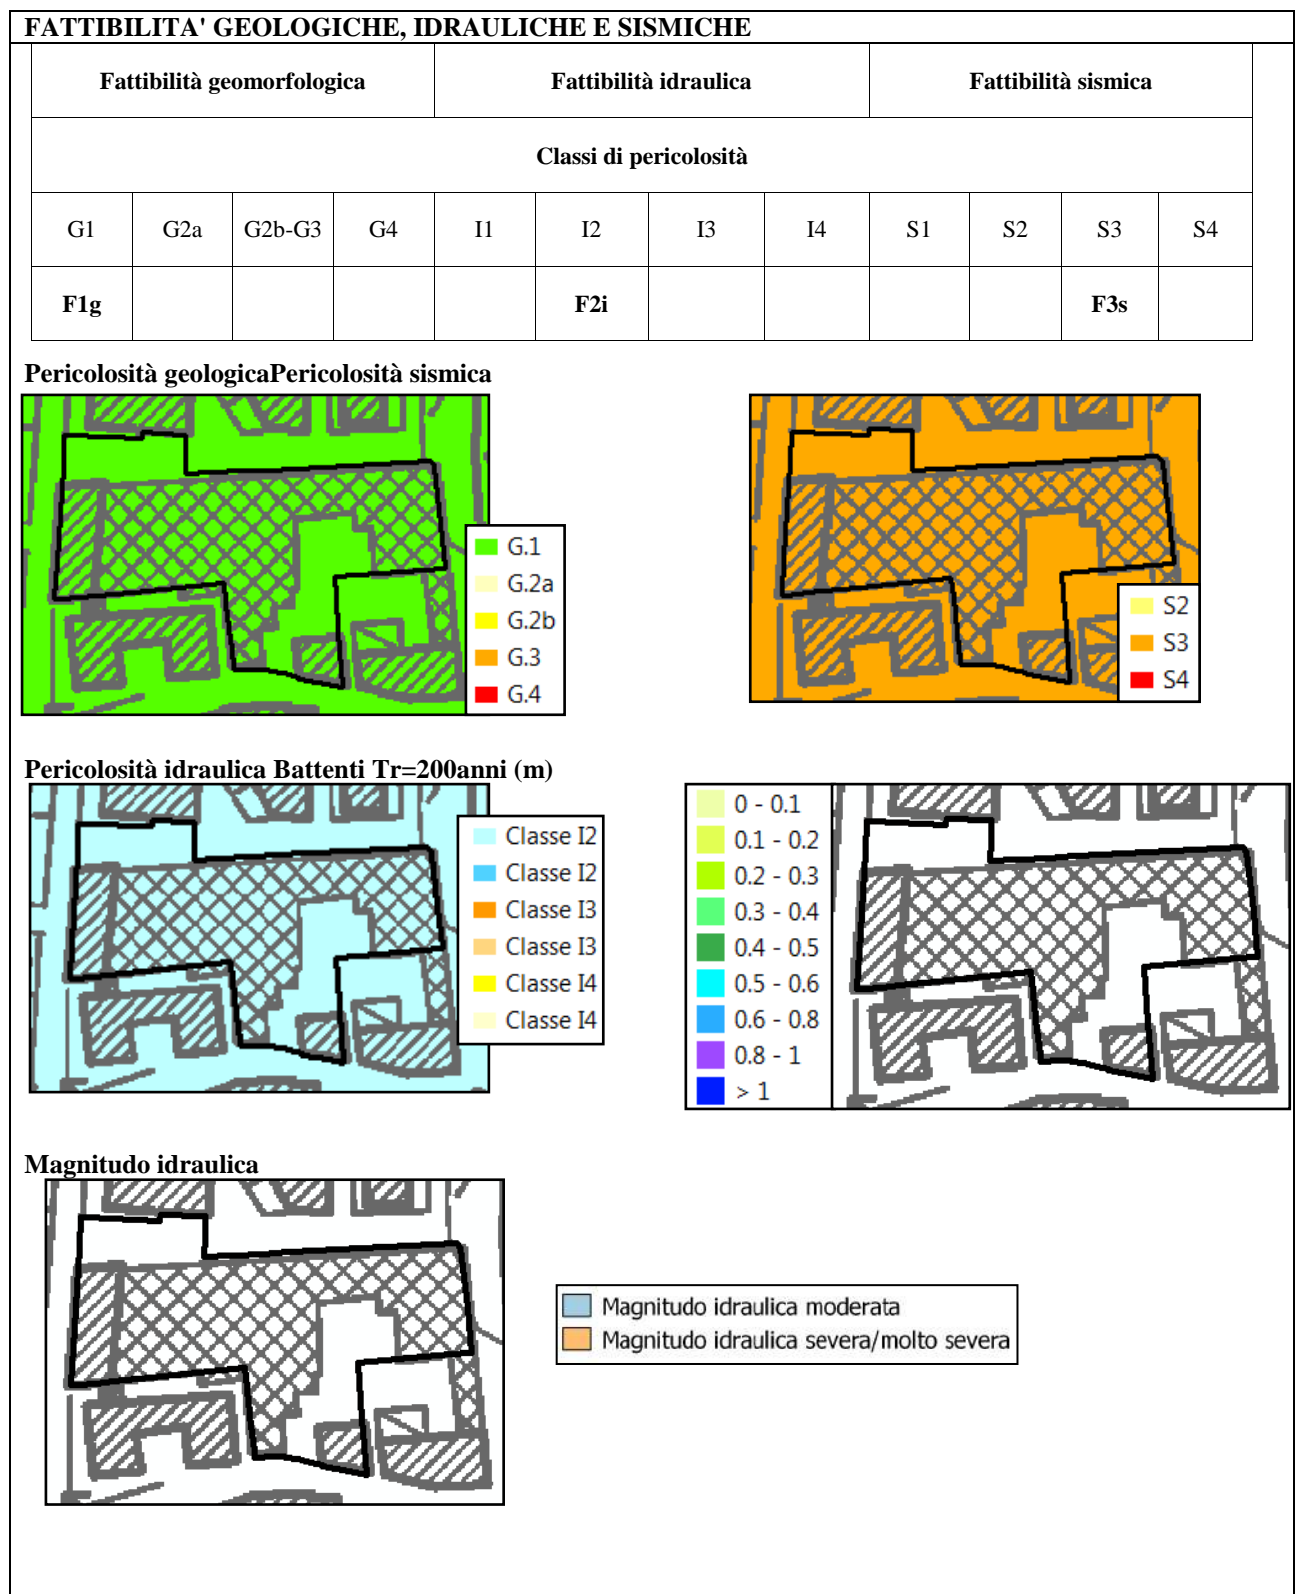 FATTIBILITA' GEOLOGICHE, IDRAULICHE E SISMICHE
Fattibilità geomorfologica Fattibilità idraulica Fattibilità sismica
Classi di pericolosità
G1 G2a G2b-G3 G4 I1 I2 I3 I4 S1 S2 S3 S4
F1g F2i F3s
Pericolosità geologicaPericolosità sismica
G.1
G.2a
G.2b
G.3
G.4
S2
S3
S4
Pericolosità idraulica Battenti Tr=200anni (m)
Classe I2
Classe I2
Classe I3
Classe I3
Classe I4
Classe I4
0 - 0.1
0.1 - 0.2
0.2 - 0.3
0.3 - 0.4
0.4 - 0.5
0.5 - 0.6
0.6 - 0.8
0.8 - 1
> 1
Magnitudo idraulica
Magnitudo idraulica moderata
Magnitudo idraulica severa/molto severa